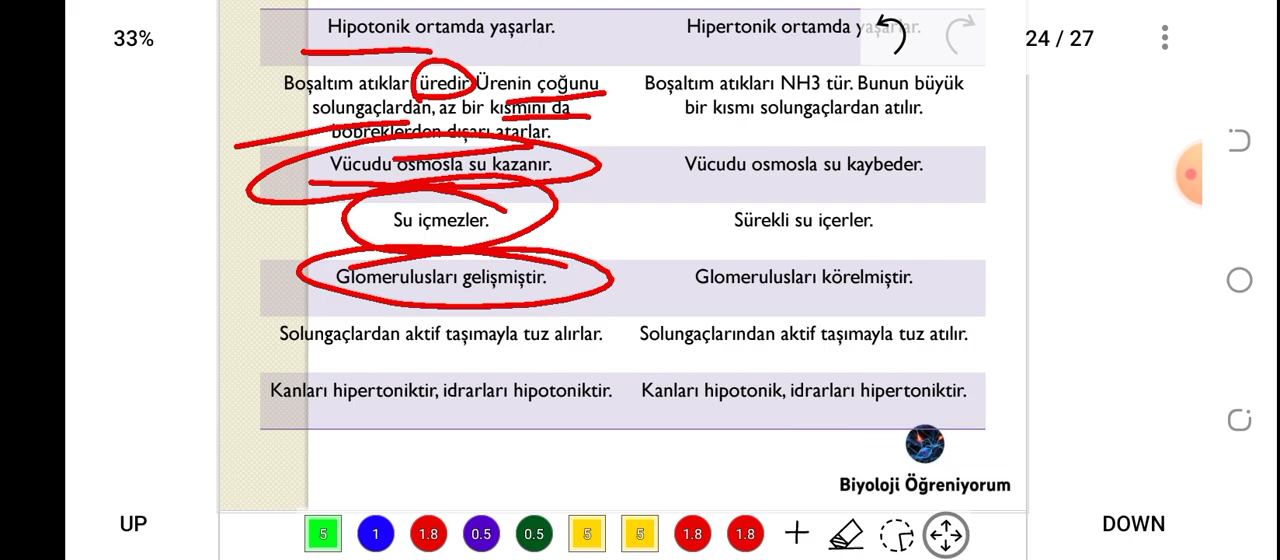 33%
24 / 27
Hipotonik ortamda yaşarlar.
Hipertonik ortamda yaşarlar.
Boşaltım atıkları üredir. Ürenin çoğunu
solungaçlardan, az bir kısmını da
böbreklerden dışarı atarlar.
Boşaltım atıkları NH3 tür. Bunun büyük
bir kısmı solungaçlardan atılır.
Vücudu osmosla su kazanır.
Vücudu osmosla su kaybeder.
Su içmezler.
Sürekli su içerler.
Glomerulusları gelişmiştir.
Glomerulusları körelmiştir.
Solungaçlardan aktif taşımayla tuz alırlar.
Solungaçlarından aktif taşımayla tuz atılır.
Kanları hipertoniktir, idrarları hipotoniktir.
Kanları hipotonik, idrarları hipertoniktir.
Biyoloji Öğreniyorum
UP
5 1 1.8 0.5 0.5 5 5 1.8 1.8
DOWN